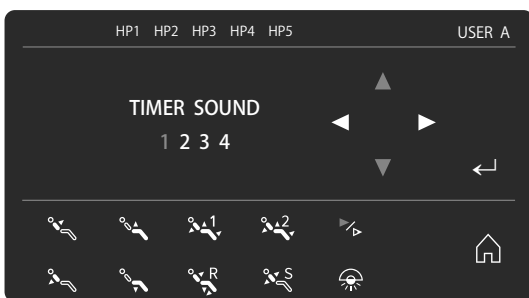 HP1 HP2 HP3 HP4 HP5 USER A
TIMER SOUND
1 2 3 4
1 2
R S